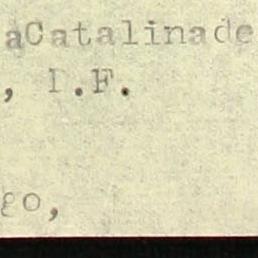 aCatalinade
, D.F.
go,